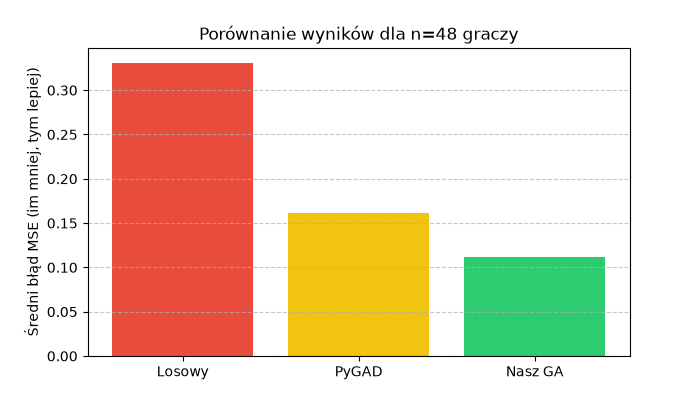 Porównanie wyników dla n=48 graczy
Średni błąd MSE (im mniej, tym lepiej)
0.30
0.25
0.20
0.15
0.10
0.05
0.00
Losowy PyGAD Nasz GA